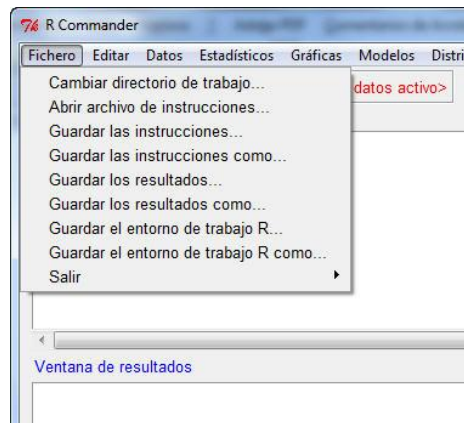 R Commander
Fichero Editar Datos Estadísticos Gráficas Modelos Distri
Cambiar directorio de trabajo...
datos activo>
Abrir archivo de instrucciones...
Guardar las instrucciones...
Guardar las instrucciones como...
Guardar los resultados...
Guardar los resultados como...
Guardar el entorno de trabajo R...
Guardar el entorno de trabajo R como...
Salir
Ventana de resultados